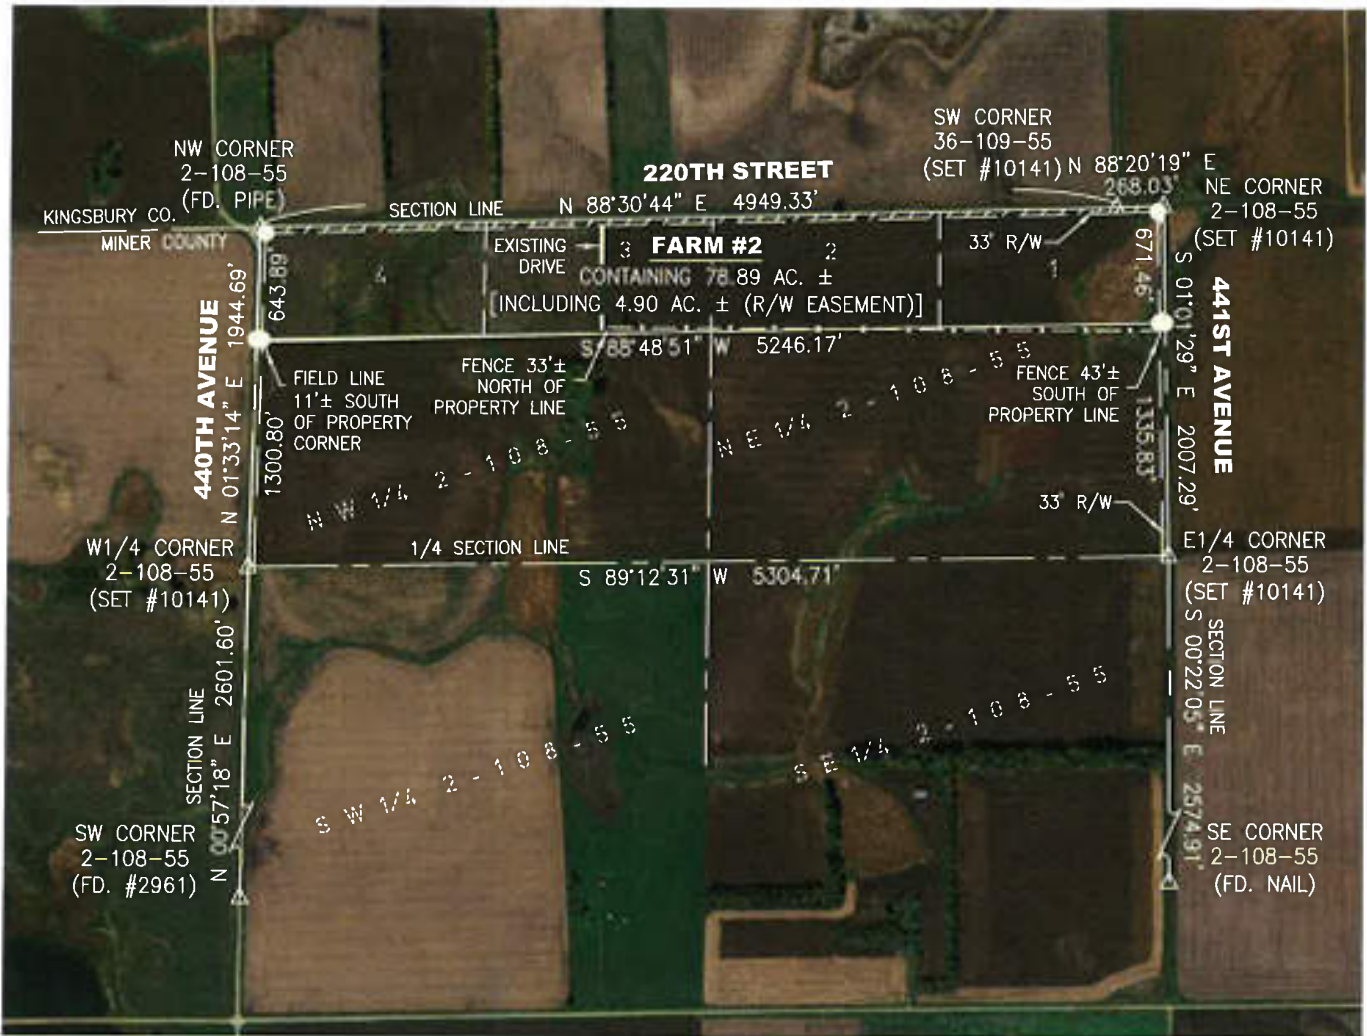 SW CORNER
36-109-55
(SET #10141)
N 88°20'19" E
268.03'
NW CORNER
2-108-55
(FD. PIPE)
220TH STREET
N 88°30'44" E 4949.33'
SECTION LINE
NE CORNER
2-108-55
(SET #10141)
KINGSBURY CO.
MINER COUNTY
EXISTING
DRIVE
4
3
FARM #2
2
1
33' R/W
CONTAINING 78.89 AC. ±
[INCLUDING 4.90 AC. ± (R/W EASEMENT)]
643.89'
671.46'
S 88°48'51" W 5246.17'
440TH AVENUE
N 01°33'14" E 1944.69'
1300.80'
441ST AVENUE
S 01°01'29" E 2007.29'
1335.83'
FIELD LINE
11'± SOUTH
OF PROPERTY
CORNER
FENCE 33'±
NORTH OF
PROPERTY LINE
FENCE 43'±
SOUTH OF
PROPERTY LINE
NW 1/4 2-108-55
NE 1/4 2-108-55
33' R/W
W1/4 CORNER
2-108-55
(SET #10141)
1/4 SECTION LINE
S 89°12'31" W 5304.71'
E1/4 CORNER
2-108-55
(SET #10141)
SECTION LINE
N 00°57'18" E 2601.60'
SECTION LINE
S 00°22'05" E 2574.91'
SW 1/4 2-108-55
SE 1/4 2-108-55
SW CORNER
2-108-55
(FD. #2961)
SE CORNER
2-108-55
(FD. NAIL)